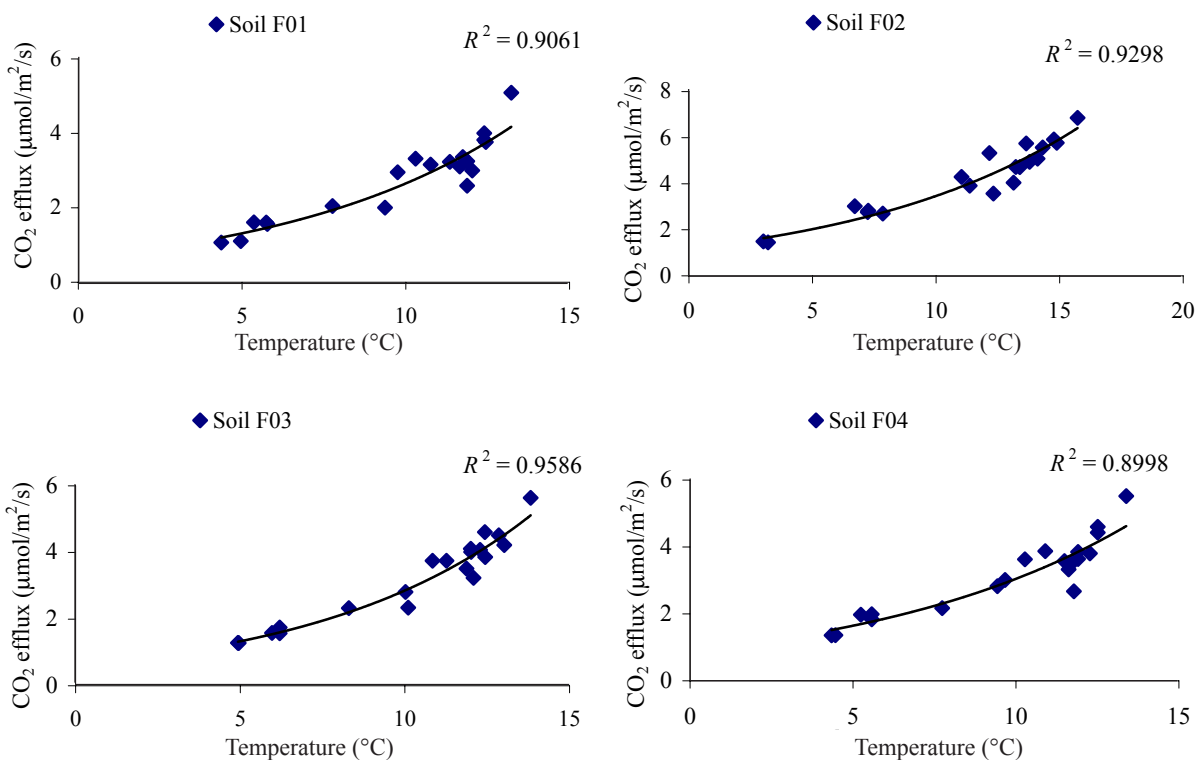 Soil F01
R² = 0.9061
CO₂ efflux (μmol/m²/s)
6
4
2
0
0 5 10 15
Temperature (°C)
Soil F02
R² = 0.9298
CO₂ efflux (μmol/m²/s)
8
6
4
2
0
0 5 10 15 20
Temperature (°C)
Soil F03
R² = 0.9586
CO₂ efflux (μmol/m²/s)
6
4
2
0
0 5 10 15
Temperature (°C)
Soil F04
R² = 0.8998
CO₂ efflux (μmol/m²/s)
6
4
2
0
0 5 10 15
Temperature (°C)